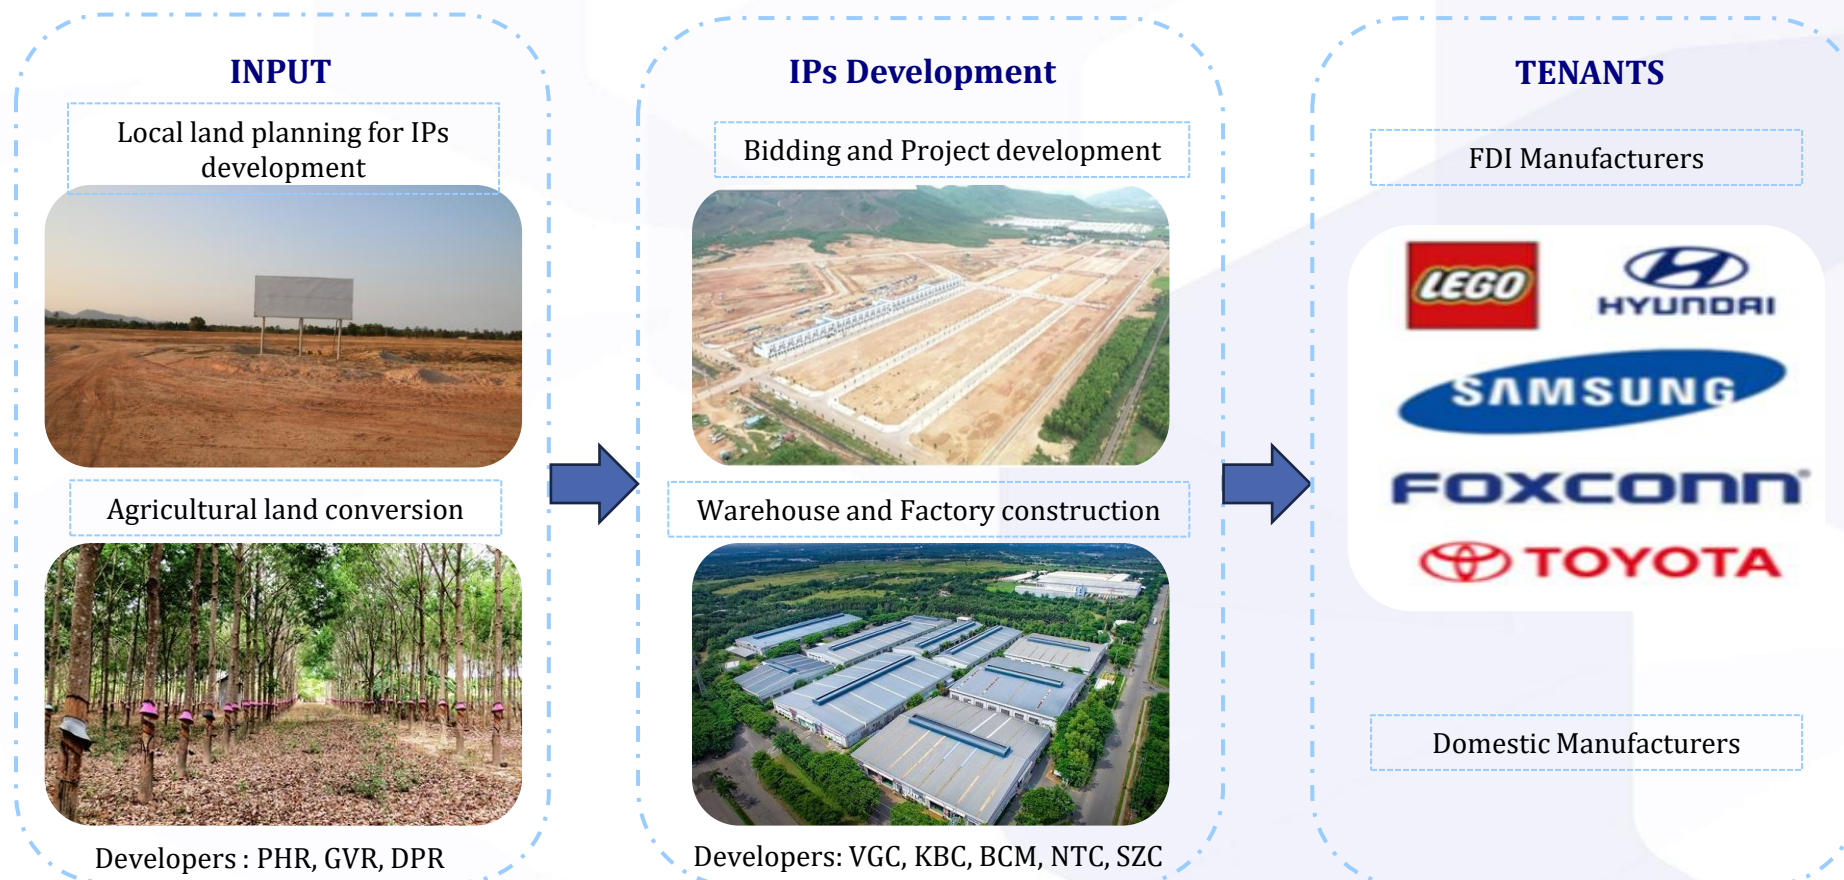 INPUT
Local land planning for IPs
development
Agricultural land conversion
Developers : PHR, GVR, DPR
IPs Development
Bidding and Project development
Warehouse and Factory construction
Developers: VGC, KBC, BCM, NTC, SZC
TENANTS
FDI Manufacturers
LEGO
HYUNDAI
SAMSUNG
FOXCONN
TOYOTA
Domestic Manufacturers